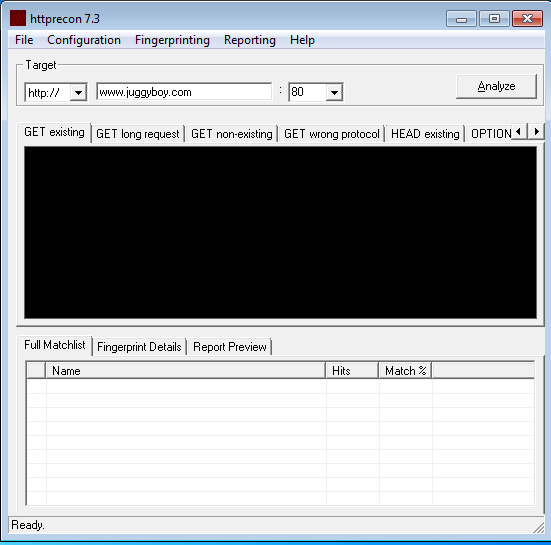 httprecon 7.3
File Configuration Fingerprinting Reporting Help
Target
http:// www.juggyboy.com : 80 Analyze
GET existing GET long request GET non-existing GET wrong protocol HEAD existing OPTION
Full Matchlist Fingerprint Details Report Preview
Name Hits Match %
Ready.